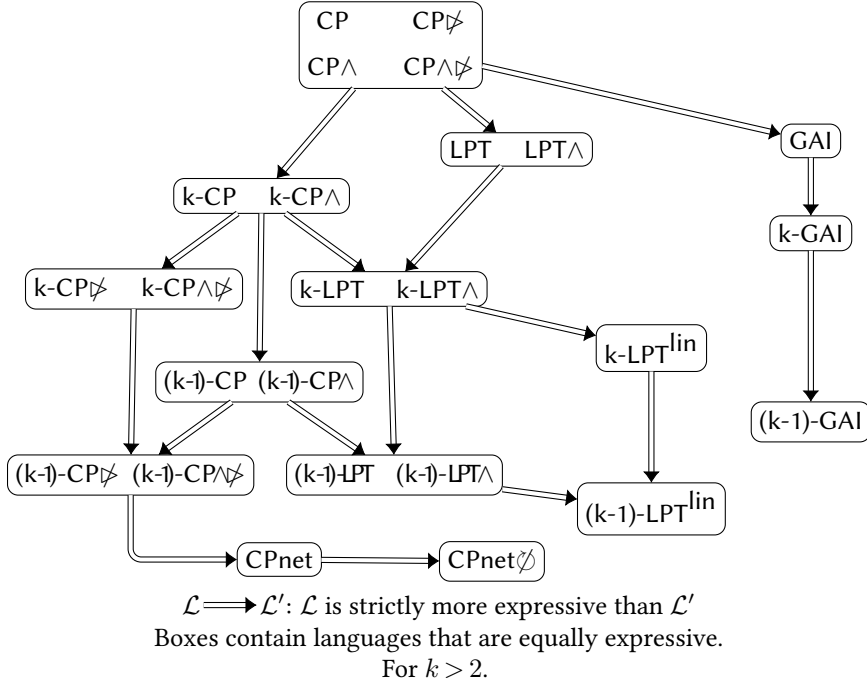 CP CP⋫
CP∧ CP∧⋫
LPT LPT∧
GAI
k-CP k-CP∧
k-GAI
k-CP⋫ k-CP∧⋫
k-LPT k-LPT∧
k-LPT^lin
(k-1)-CP (k-1)-CP∧
(k-1)-GAI
(k-1)-CP⋫ (k-1)-CP∧⋫
(k-1)-LPT (k-1)-LPT∧
(k-1)-LPT^lin
CPnet CPnet⟳̸
ℒ ⟹ ℒ′: ℒ is strictly more expressive than ℒ′
Boxes contain languages that are equally expressive.
For k > 2.